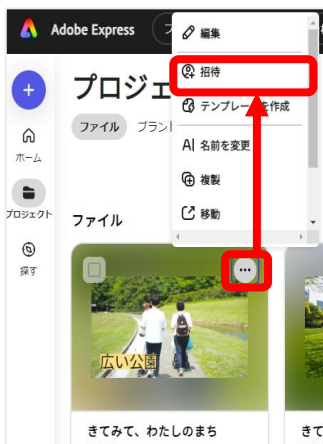 Adobe Express
編集
招待
テンプレートを作成
名前を変更
複製
移動
プロジェ
ファイル ブラン
ホーム
プロジェクト
探す
ファイル
広い公園
きてみて、わたしのまち
きて